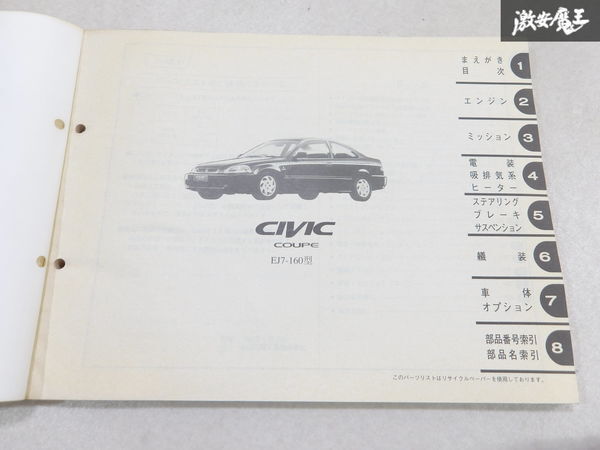 激安魔王
まえがき
目次
1
エンジン
2
ミッション
3
電装
吸排気系
ヒーター
4
ステアリング
ブレーキ
サスペンション
5
艤装
6
車体
オプション
7
部品番号索引
部品名索引
8
CIVIC
COUPE
EJ7-160型
このパーツリストはリサイクルペーパーを使用しております。